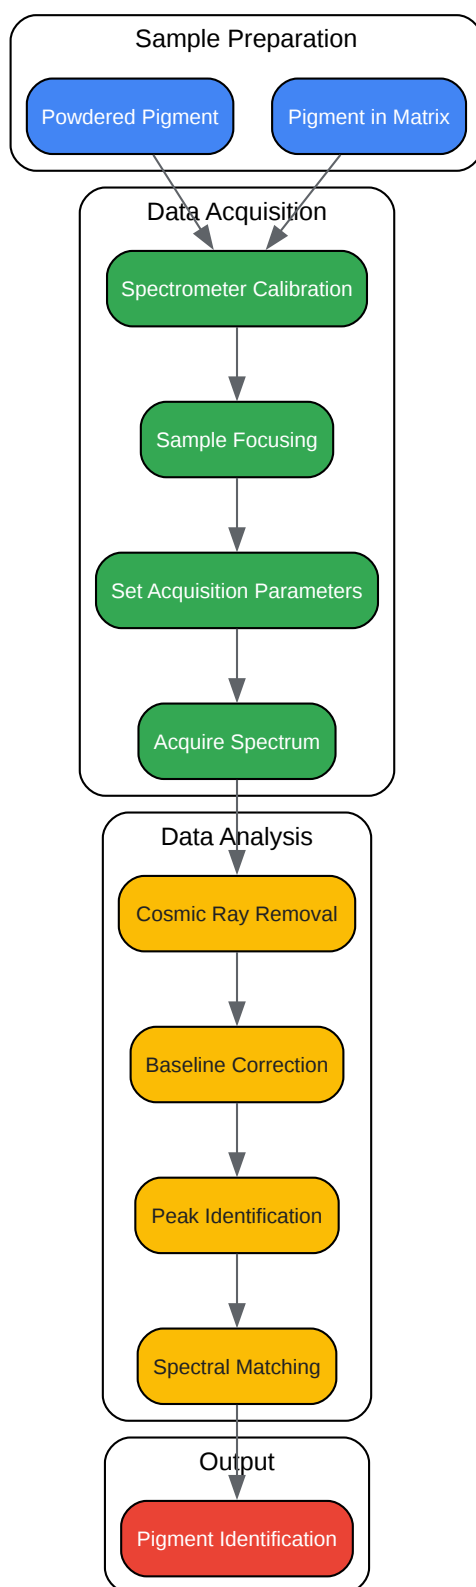 Sample Preparation
Powdered Pigment
Pigment in Matrix
Data Acquisition
Spectrometer Calibration
Sample Focusing
Set Acquisition Parameters
Acquire Spectrum
Data Analysis
Cosmic Ray Removal
Baseline Correction
Peak Identification
Spectral Matching
Output
Pigment Identification